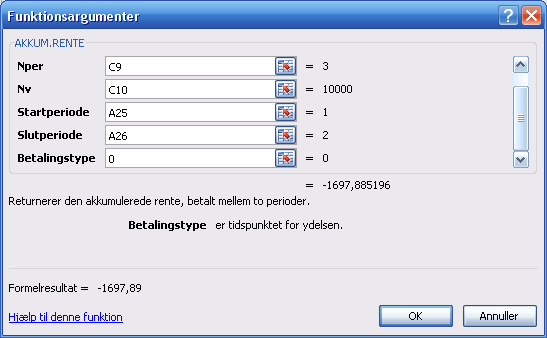 Funktionsargumenter
AKKUM.RENTE
Nper C9 = 3
Nv C10 = 10000
Startperiode A25 = 1
Slutperiode A26 = 2
Betalingstype 0 = 0
= -1697,885196
Returnerer den akkumulerede rente, betalt mellem to perioder.
Betalingstype er tidspunktet for ydelsen.
Formelresultat = -1697,89
Hjælp til denne funktion
OK
Annuller